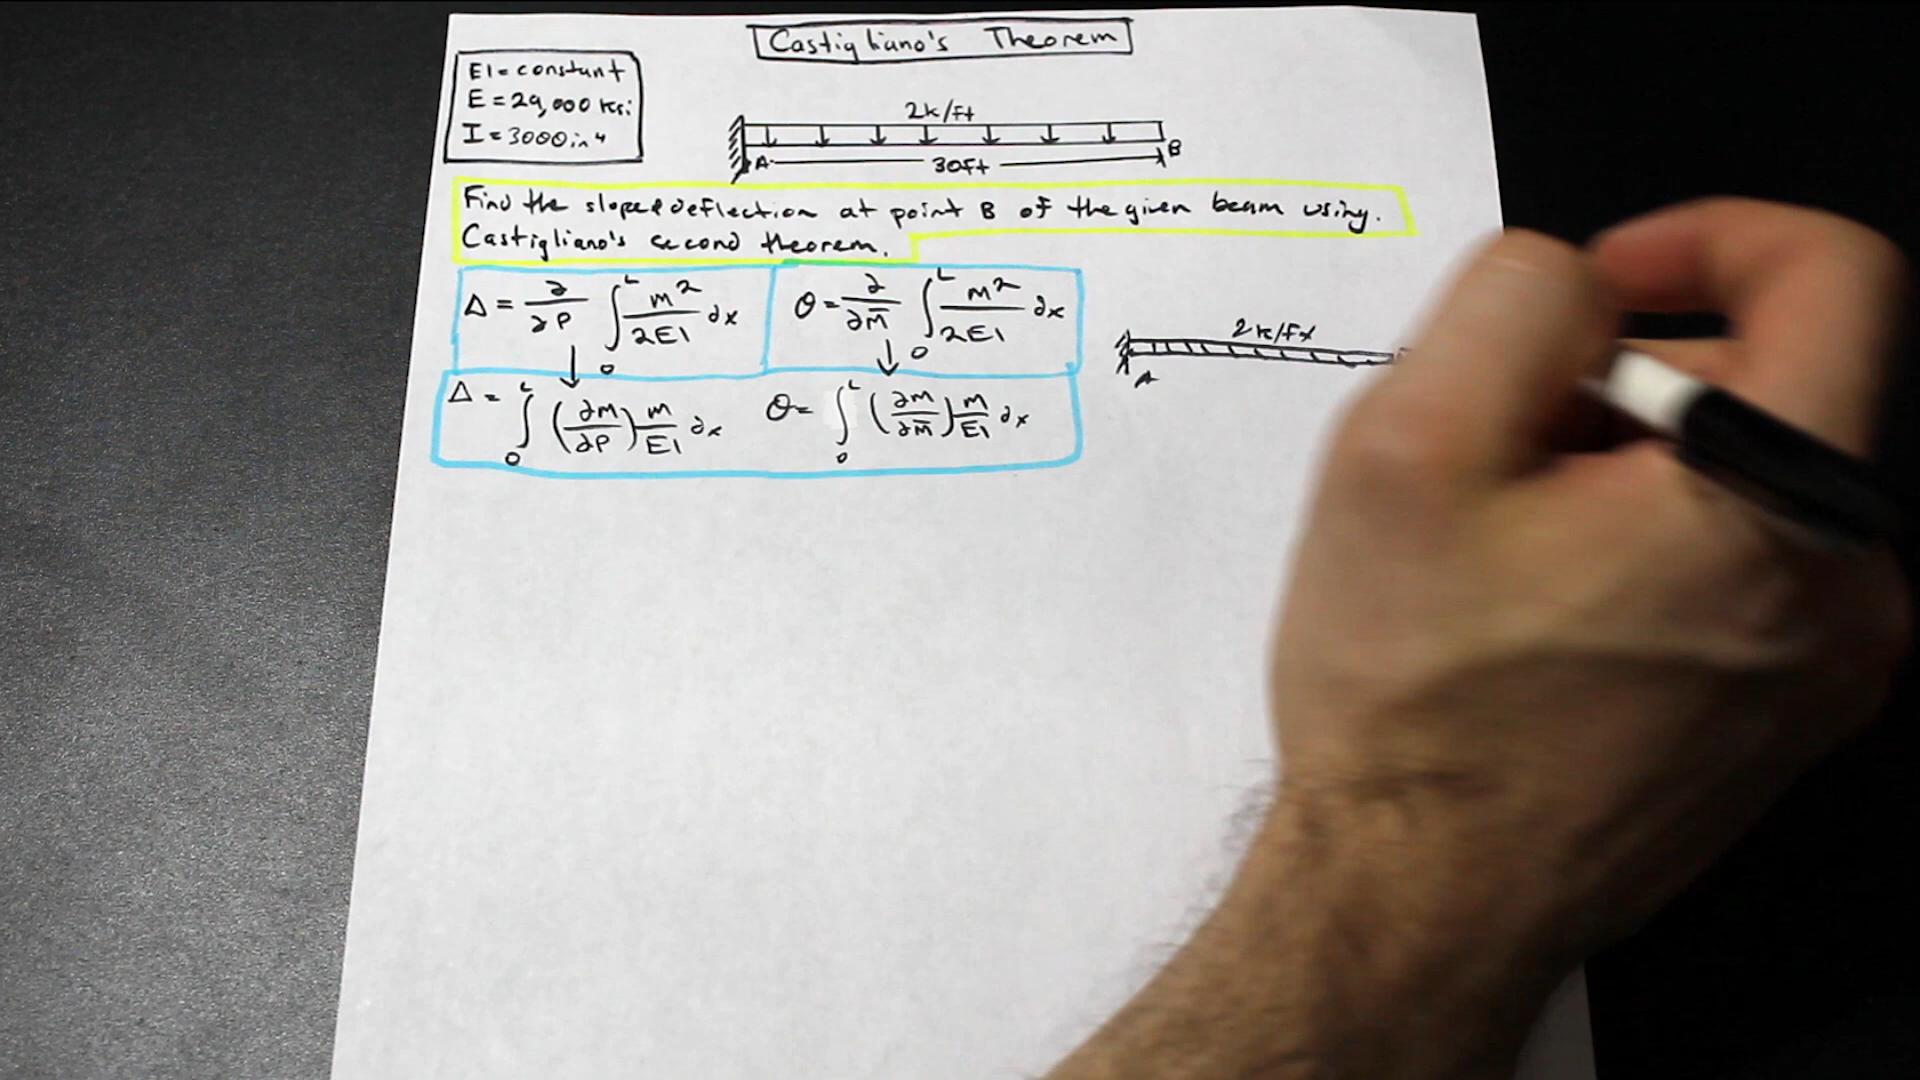 Castigliano's Theorem
EI = constant
E = 29,000 ksi
I = 3000in⁴
2k/ft
A
30ft
B
Find the slope & deflection at point B of the given beam using.
Castigliano's second theorem.
Δ = ∂/∂P ∫₀ᴸ M²/2EI dx
θ = ∂/∂M̅ ∫₀ᴸ M²/2EI dx
Δ = ∫₀ᴸ (∂M/∂P) M/EI dx
θ = ∫₀ᴸ (∂M/∂M̅) M/EI dx
2k/ft
A